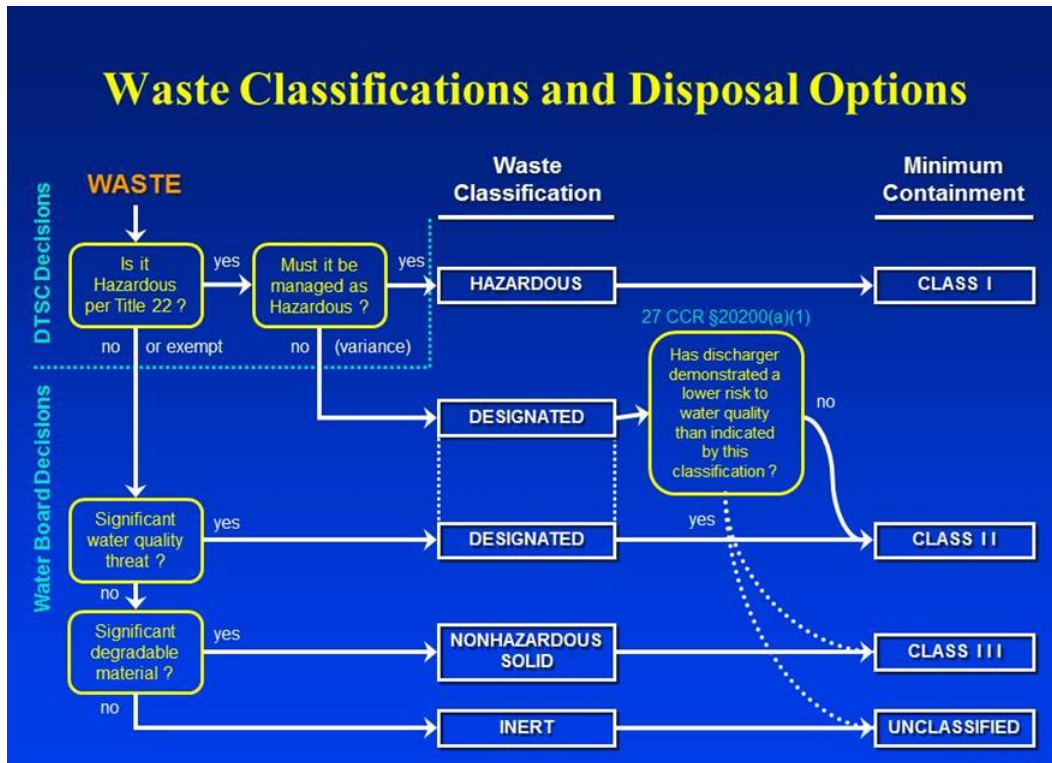 Waste Classifications and Disposal Options
WASTE
Waste
Classification
Minimum
Containment
DTSC Decisions
Is it
Hazardous
per Title 22 ?
yes
Must it be
managed as
Hazardous ?
yes
HAZARDOUS
CLASS I
no or exempt
no (variance)
27 CCR §20200(a)(1)
Has discharger
demonstrated a
lower risk to
water quality
than indicated
by this
classification ?
no
DESIGNATED
Water Board Decisions
Significant
water quality
threat ?
yes
DESIGNATED
yes
CLASS II
no
Significant
degradable
material ?
yes
NONHAZARDOUS
SOLID
CLASS III
no
INERT
UNCLASSIFIED